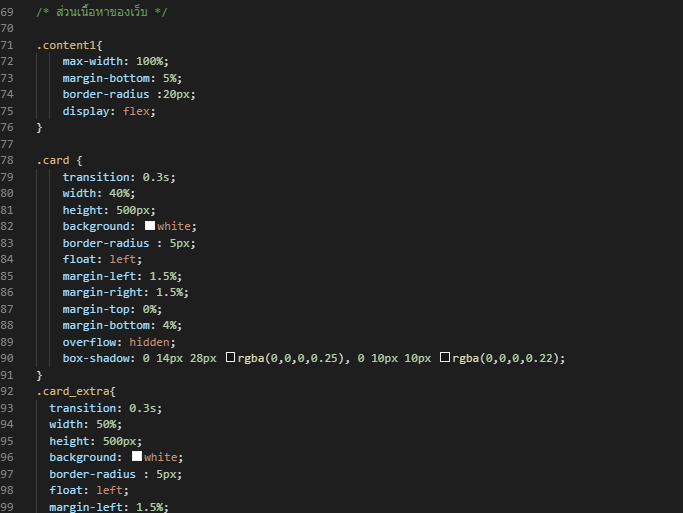 69 /* ส่วนเนื้อหาของเว็บ */
70
71 .content1{
72 max-width: 100%;
73 margin-bottom: 5%;
74 border-radius :20px;
75 display: flex;
76 }
77
78 .card {
79 transition: 0.3s;
80 width: 40%;
81 height: 500px;
82 background: white;
83 border-radius : 5px;
84 float: left;
85 margin-left: 1.5%;
86 margin-right: 1.5%;
87 margin-top: 0%;
88 margin-bottom: 4%;
89 overflow: hidden;
90 box-shadow: 0 14px 28px rgba(0,0,0,0.25), 0 10px 10px rgba(0,0,0,0.22);
91 }
92 .card_extra{
93 transition: 0.3s;
94 width: 50%;
95 height: 500px;
96 background: white;
97 border-radius : 5px;
98 float: left;
99 margin-left: 1.5%;